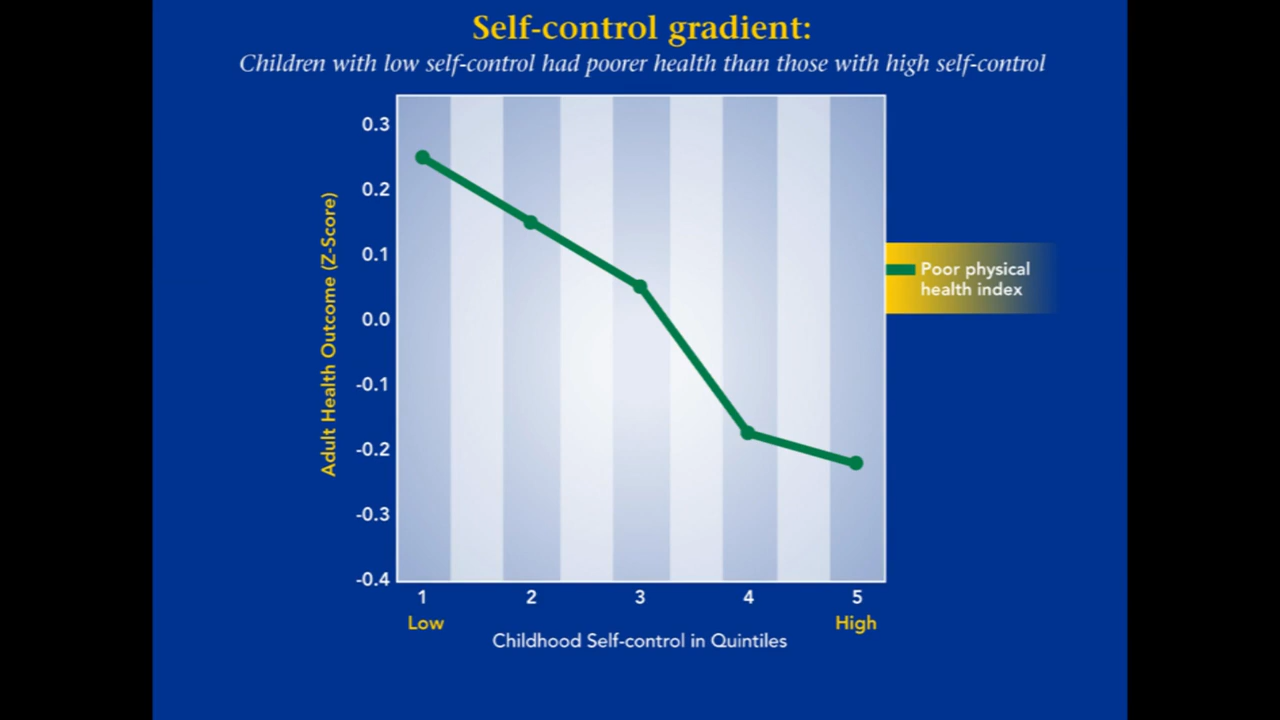 Self-control gradient:
Children with low self-control had poorer health than those with high self-control
0.3
0.2
0.1
0.0
-0.1
-0.2
-0.3
-0.4
Adult Health Outcome (Z-Score)
Poor physical
health index
1 2 3 4 5
Low High
Childhood Self-control in Quintiles